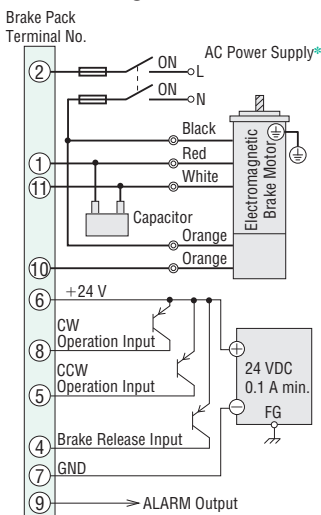 Brake Pack
Terminal No.
AC Power Supply*
2
ON
L
ON
N
Black
1
Red
11
White
Capacitor
Electromagnetic
Brake Motor
Orange
10
Orange
6
+24 V
CW
8
Operation Input
CCW
5
Operation Input
24 VDC
0.1 A min.
FG
4
Brake Release Input
7
GND
9
ALARM Output